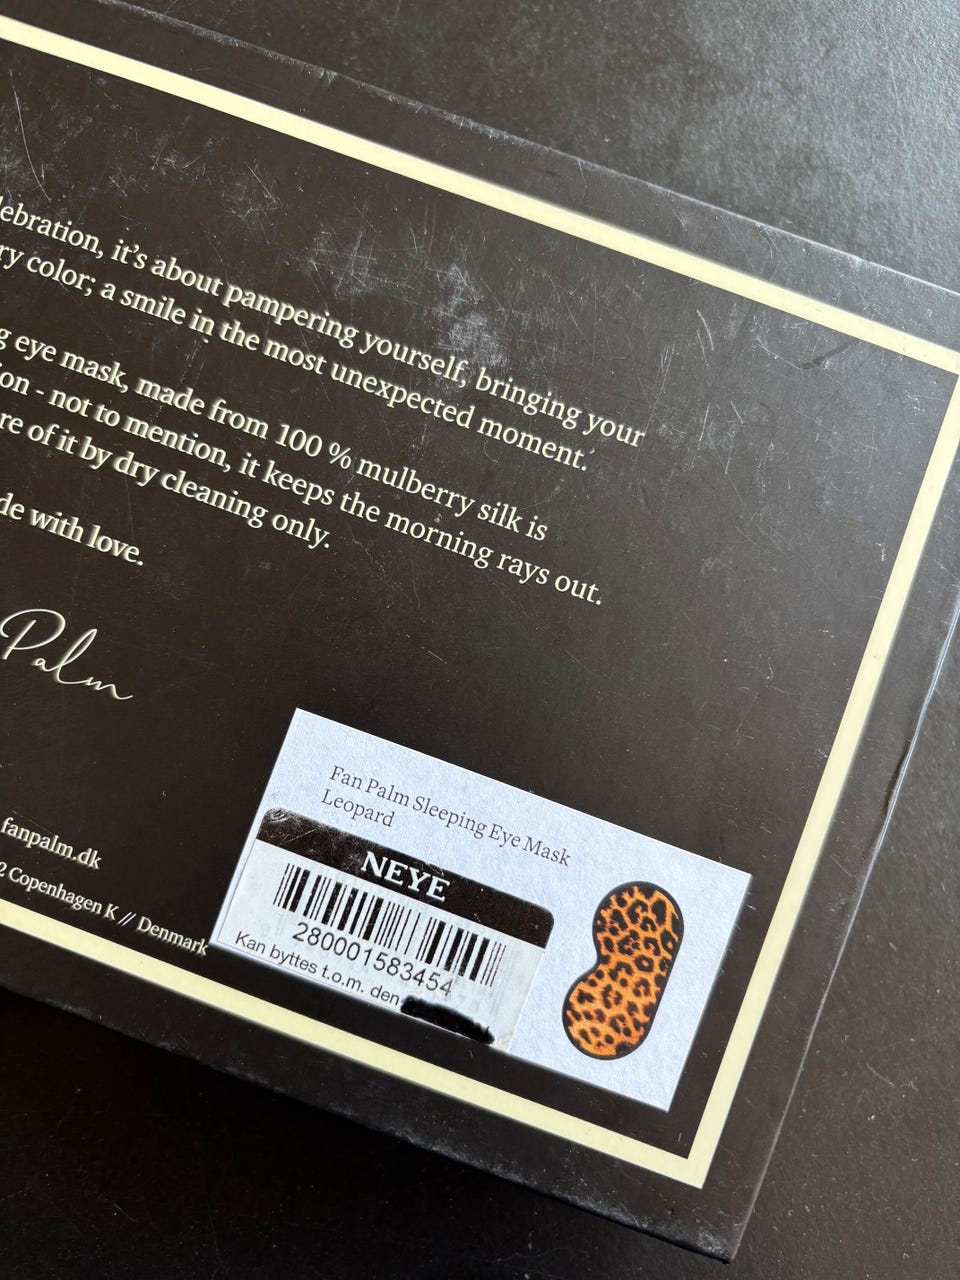 lebration, it's about pampering yourself, bringing your
ry color; a smile in the most unexpected moment.
g eye mask, made from 100 % mulberry silk is
ion - not to mention, it keeps the morning rays out.
re of it by dry cleaning only.
de with love.
Palm
fanpalm.dk
2 Copenhagen K // Denmark
Fan Palm Sleeping Eye Mask
Leopard
NEYE
280001583454
Kan byttes t.o.m. den